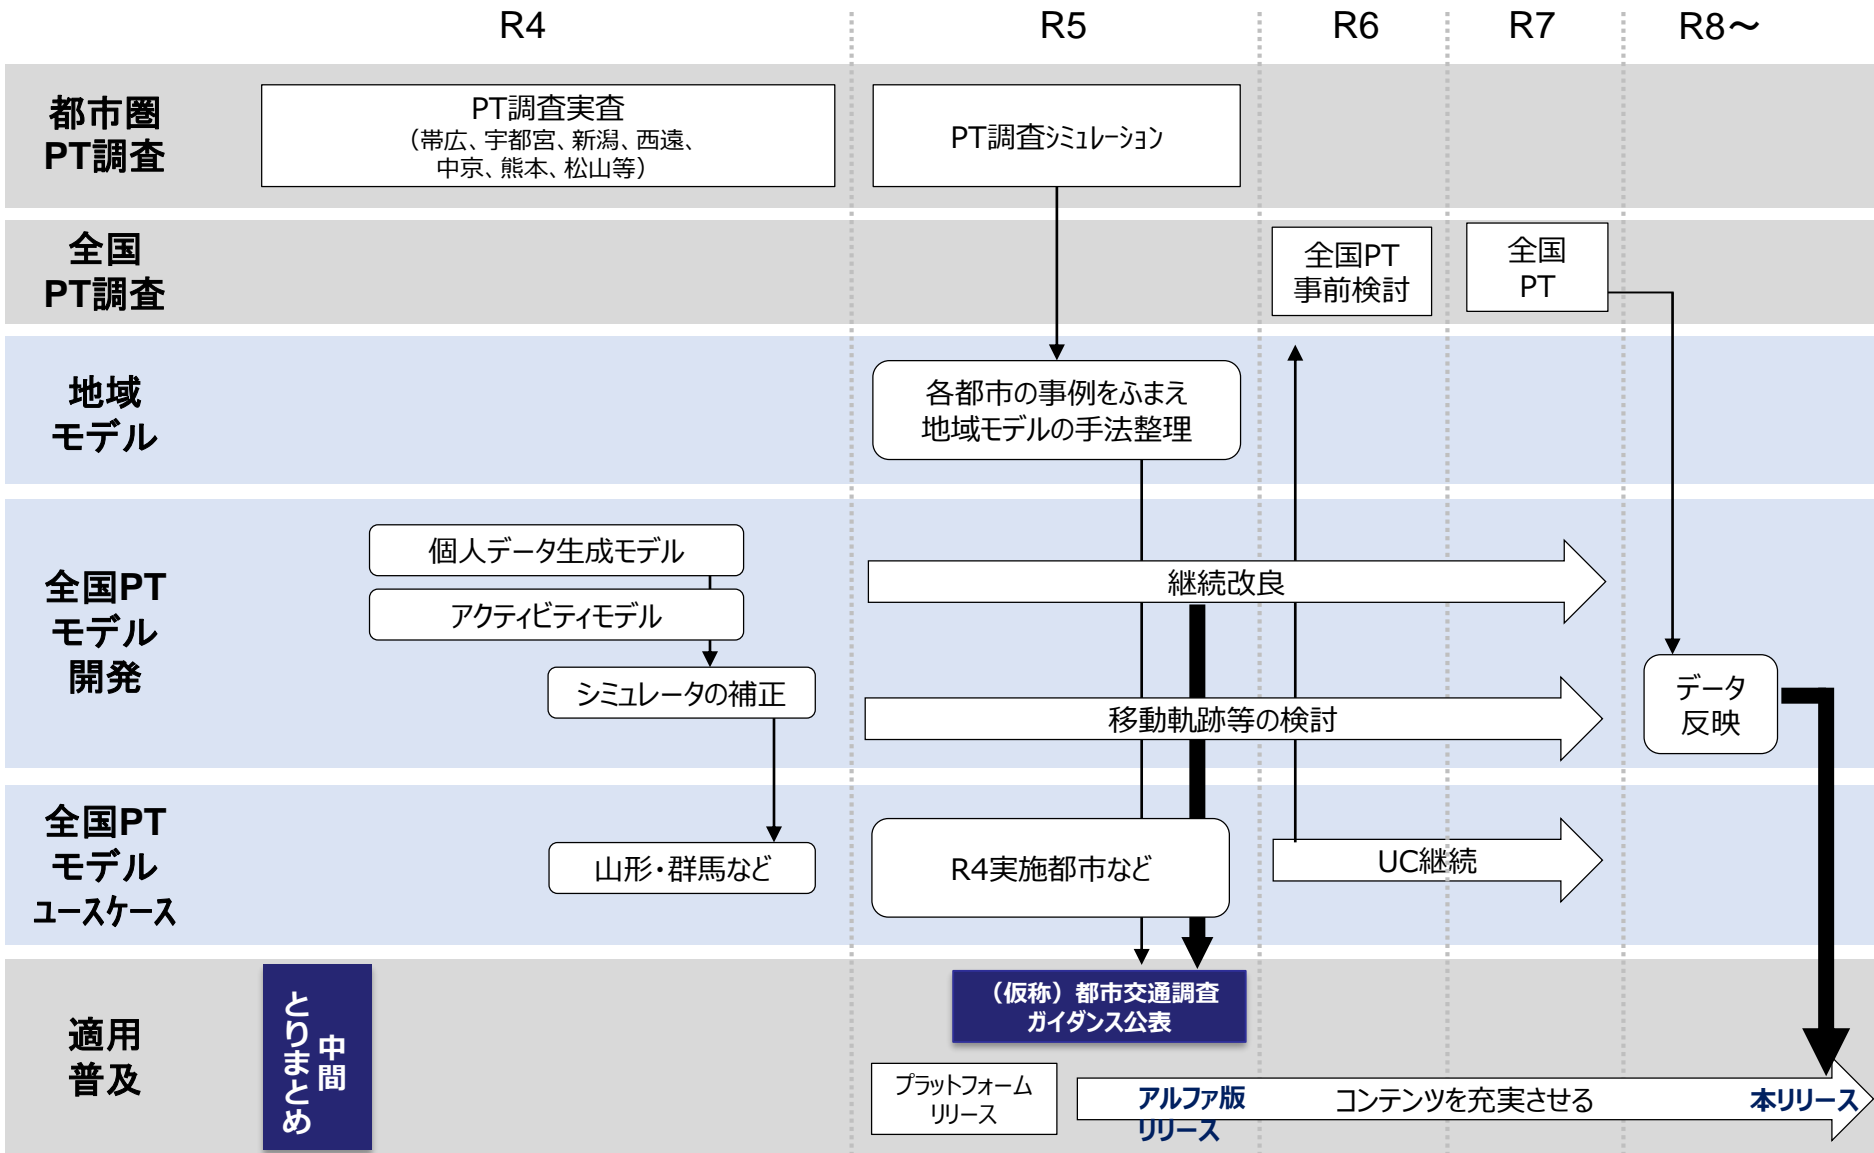 R4
R5
R6
R7
R8～
都市圏
PT調査
PT調査実査
（帯広、宇都宮、新潟、西遠、
中京、熊本、松山等）
PT調査シミュレーション
全国
PT調査
全国PT
事前検討
全国
PT
地域
モデル
各都市の事例をふまえ
地域モデルの手法整理
全国PT
モデル
開発
個人データ生成モデル
アクティビティモデル
シミュレータの補正
継続改良
移動軌跡等の検討
データ
反映
全国PT
モデル
ユースケース
山形・群馬など
R4実施都市など
UC継続
適用
普及
中間
とりまとめ
（仮称）都市交通調査
ガイダンス公表
プラットフォーム
リリース
アルファ版
リリース
コンテンツを充実させる
本リリース